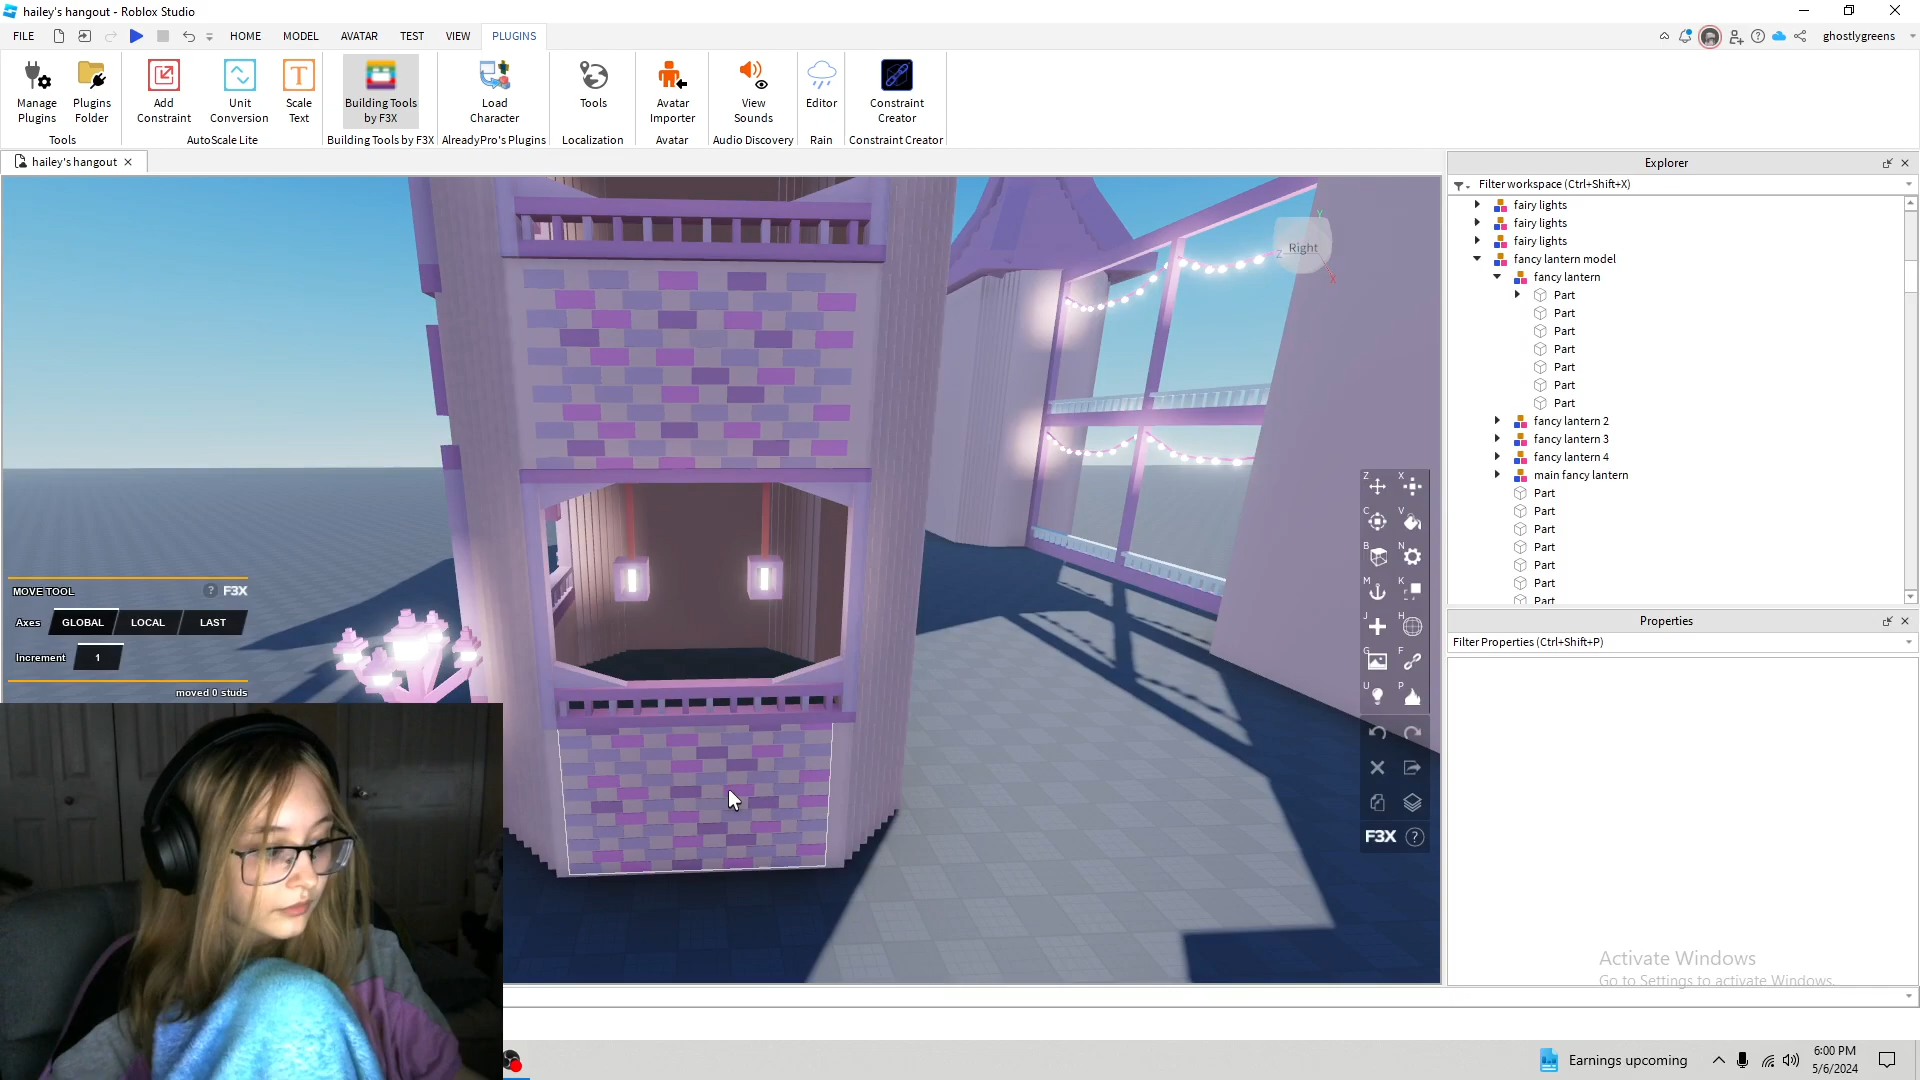 hailey's hangout - Roblox Studio
FILE HOME MODEL AVATAR TEST VIEW PLUGINS ghostlygreens
Manage Plugins
Plugins Folder
Tools
Add Constraint
Unit Conversion
Scale Text
AutoScale Lite
Building Tools by F3X
Building Tools by F3X
Load Character
AlreadyPro's Plugins
Tools
Localization
Avatar Importer
Avatar
View Sounds
Audio Discovery
Editor
Rain
Constraint Creator
Constraint Creator
hailey's hangout
Explorer
Filter workspace (Ctrl+Shift+X)
fairy lights
fairy lights
fairy lights
fancy lantern model
fancy lantern
Part
Part
Part
Part
Part
Part
Part
fancy lantern 2
fancy lantern 3
fancy lantern 4
main fancy lantern
Part
Part
Part
Part
Part
Part
Part
Properties
Filter Properties (Ctrl+Shift+P)
Right
Y
Z
X
MOVE TOOL ? F3X
Axes GLOBAL LOCAL LAST
Increment 1
moved 0 studs
Z X
C V
B N
M K
J H
G F
U P
F3X ?
Activate Windows
Go to Settings to activate Windows.
Earnings upcoming
6:00 PM
5/6/2024